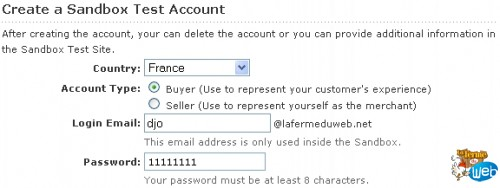 Create a Sandbox Test Account
After creating the account, your can delete the account or you can provide additional information in
the Sandbox Test Site.
Country: France
Account Type: Buyer (Use to represent your customer's experience)
Seller (Use to represent yourself as the merchant)
Login Email: djo @lafermeduweb.net
This email address is only used inside the Sandbox.
Password: 11111111
Your password must be at least 8 characters.
La Ferme
du Web